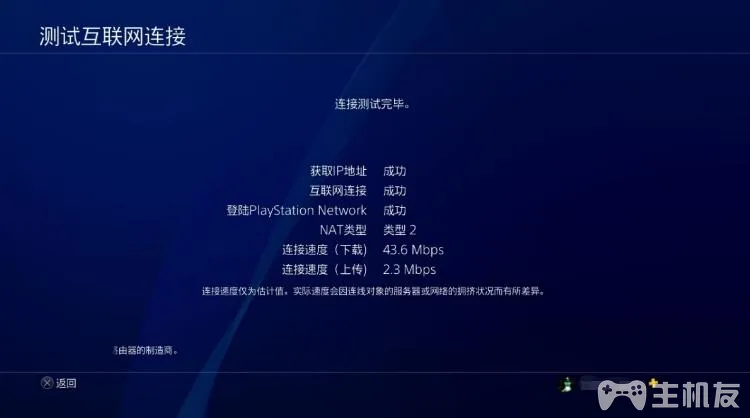 测试互联网连接
连接测试完毕。
获取IP地址 成功
互联网连接 成功
登陆PlayStation Network 成功
NAT类型 类型 2
连接速度（下载) 43.6 Mbps
连接速度（上传) 2.3 Mbps
连接速度仅为估计值。实际速度会因连线对象的服务器或网络的拥挤状况而有所差异。
由器的制造商。
返回
主机友